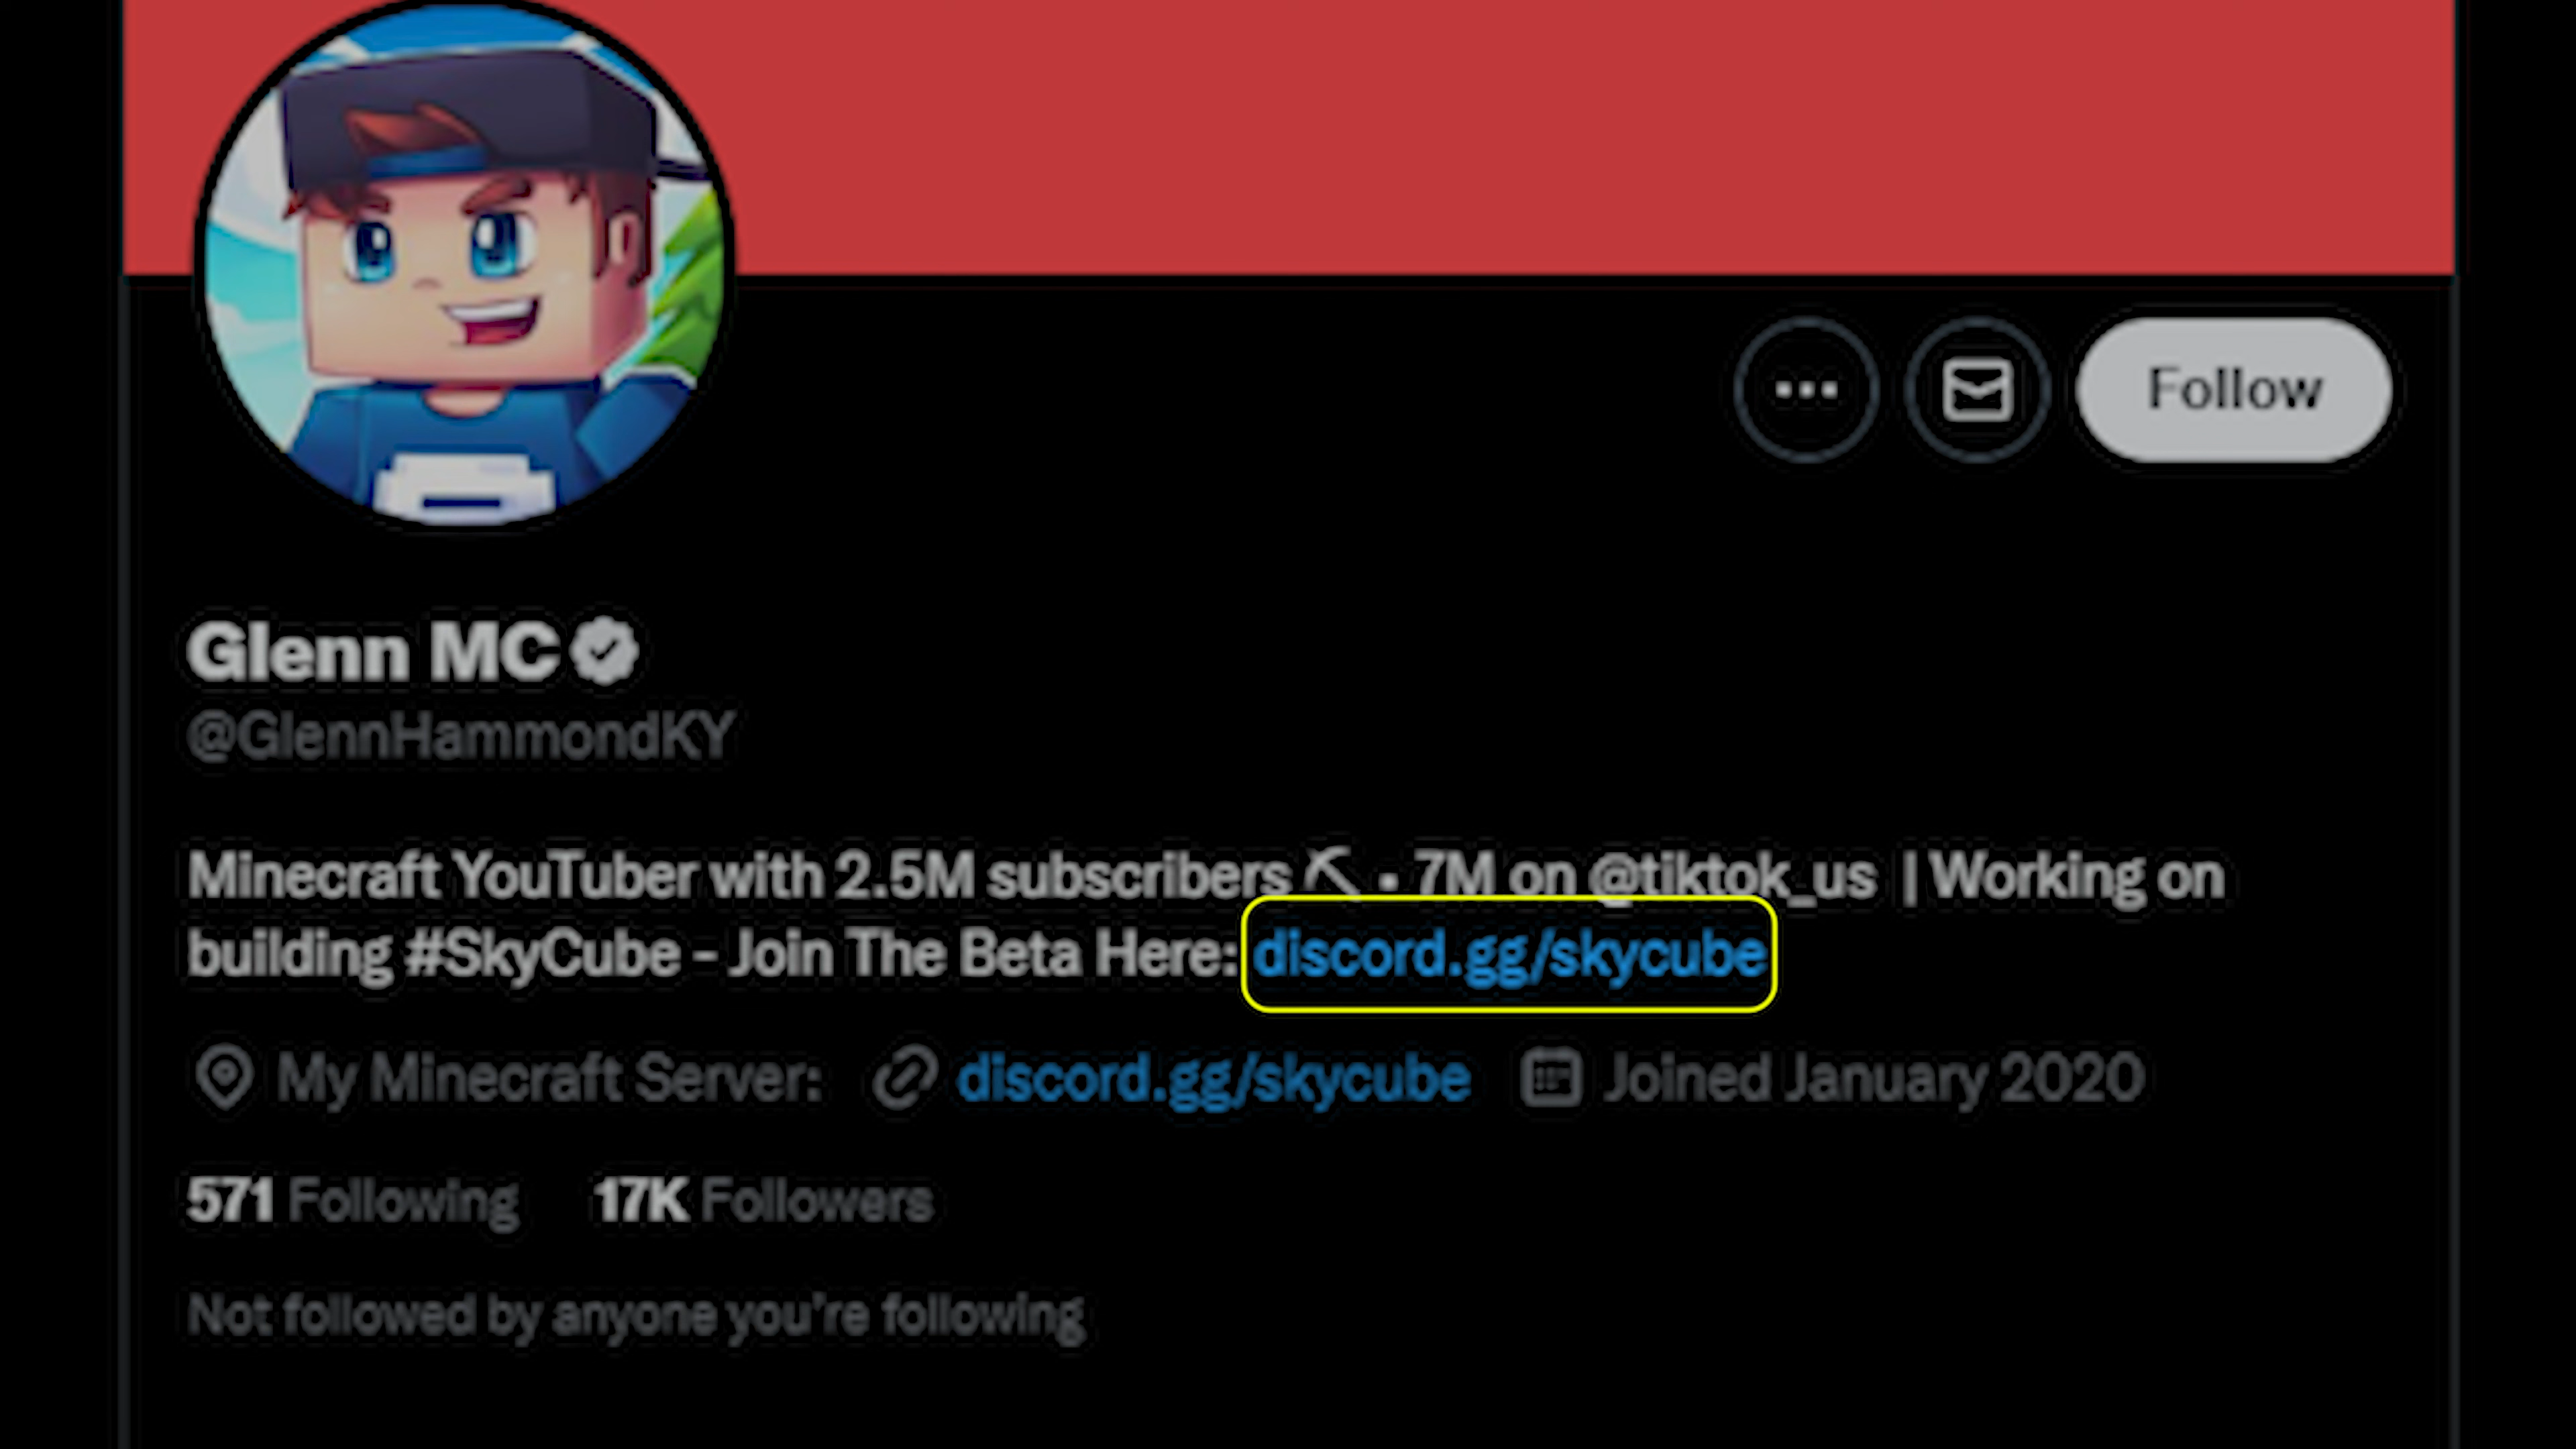 Follow
Glenn MC
@GlennHammondKY
Minecraft YouTuber with 2.5M subscribers ⛏ • 7M on @tiktok_us | Working on
building #SkyCube - Join The Beta Here: discord.gg/skycube
My Minecraft Server: discord.gg/skycube Joined January 2020
571 Following 17K Followers
Not followed by anyone you're following